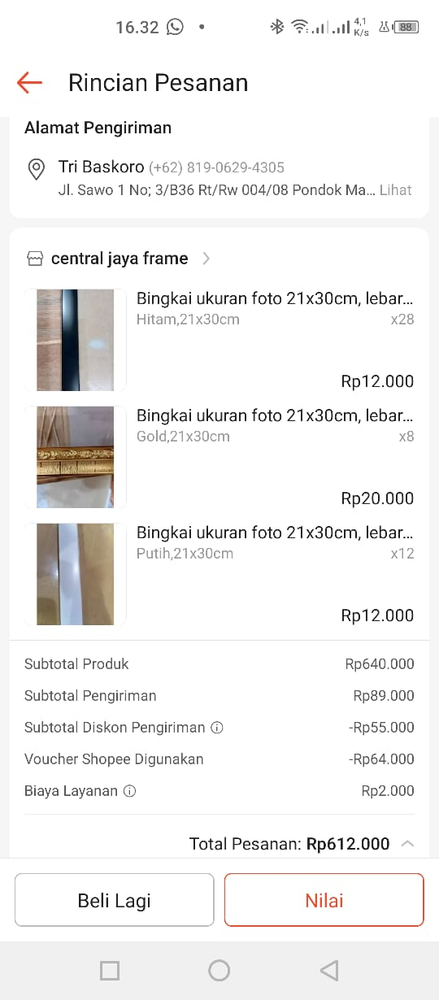 16.32
4,1
K/s
88
Rincian Pesanan
Alamat Pengiriman
Tri Baskoro (+62) 819-0629-4305
Jl. Sawo 1 No; 3/B36 Rt/Rw 004/08 Pondok Ma... Lihat
central jaya frame
Bingkai ukuran foto 21x30cm, lebar...
Hitam,21x30cm x28
Rp12.000
Bingkai ukuran foto 21x30cm, lebar...
Gold,21x30cm x8
Rp20.000
Bingkai ukuran foto 21x30cm, lebar...
Putih,21x30cm x12
Rp12.000
Subtotal Produk Rp640.000
Subtotal Pengiriman Rp89.000
Subtotal Diskon Pengiriman -Rp55.000
Voucher Shopee Digunakan -Rp64.000
Biaya Layanan Rp2.000
Total Pesanan: Rp612.000
Beli Lagi Nilai